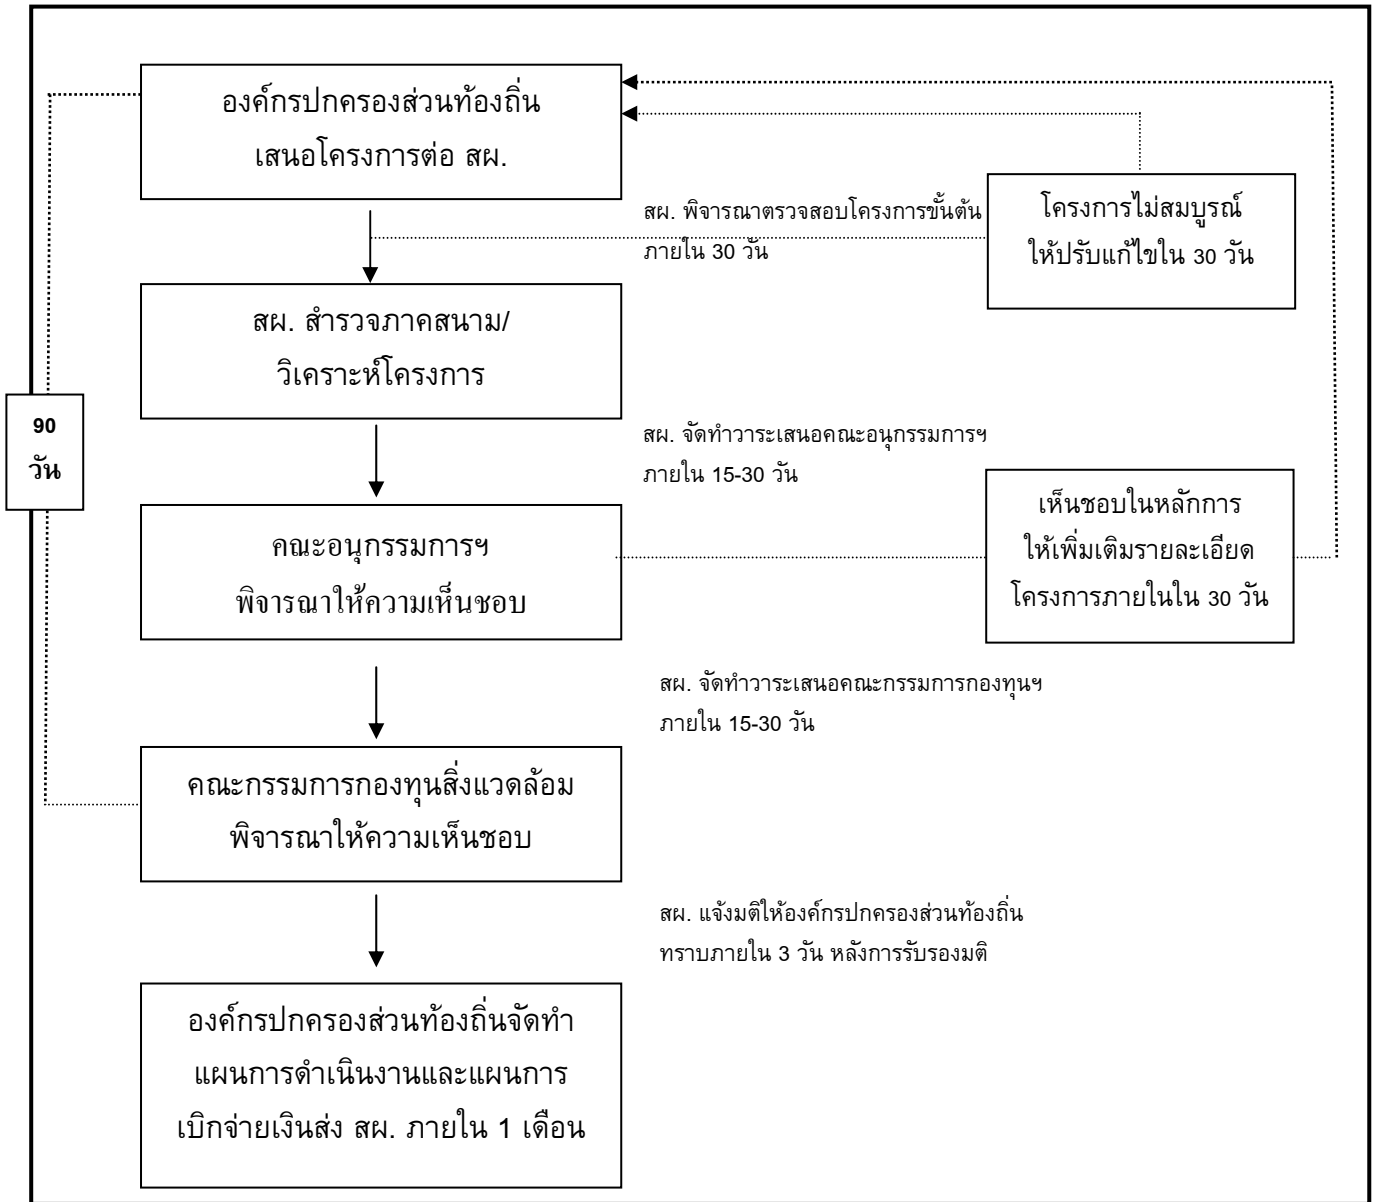 องค์กรปกครองส่วนท้องถิ่น
เสนอโครงการต่อ สผ.
สผ. พิจารณาตรวจสอบโครงการขั้นต้น
ภายใน 30 วัน
โครงการไม่สมบูรณ์
ให้ปรับแก้ไขใน 30 วัน
สผ. สำรวจภาคสนาม/
วิเคราะห์โครงการ
90
วัน
สผ. จัดทำวาระเสนอคณะอนุกรรมการฯ
ภายใน 15-30 วัน
คณะอนุกรรมการฯ
พิจารณาให้ความเห็นชอบ
เห็นชอบในหลักการ
ให้เพิ่มเติมรายละเอียด
โครงการภายในใน 30 วัน
สผ. จัดทำวาระเสนอคณะกรรมการกองทุนฯ
ภายใน 15-30 วัน
คณะกรรมการกองทุนสิ่งแวดล้อม
พิจารณาให้ความเห็นชอบ
สผ. แจ้งมติให้องค์กรปกครองส่วนท้องถิ่น
ทราบภายใน 3 วัน หลังการรับรองมติ
องค์กรปกครองส่วนท้องถิ่นจัดทำ
แผนการดำเนินงานและแผนการ
เบิกจ่ายเงินส่ง สผ. ภายใน 1 เดือน